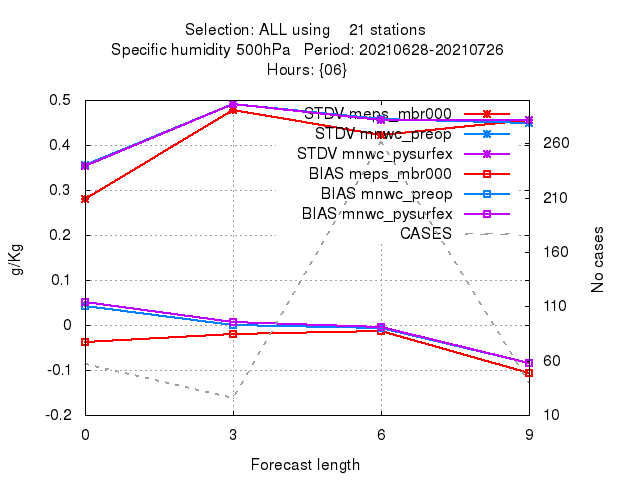 Selection: ALL using 21 stations
Specific humidity 500hPa Period: 20210628-20210726
Hours: {06}
0.5
0.4
0.3
0.2
0.1
0
-0.1
-0.2
g/Kg
STDV meps_mbr000
STDV mnwc_preop
STDV mnwc_pysurfex
BIAS meps_mbr000
BIAS mnwc_preop
BIAS mnwc_pysurfex
CASES
260
210
160
110
60
10
No cases
0 3 6 9
Forecast length